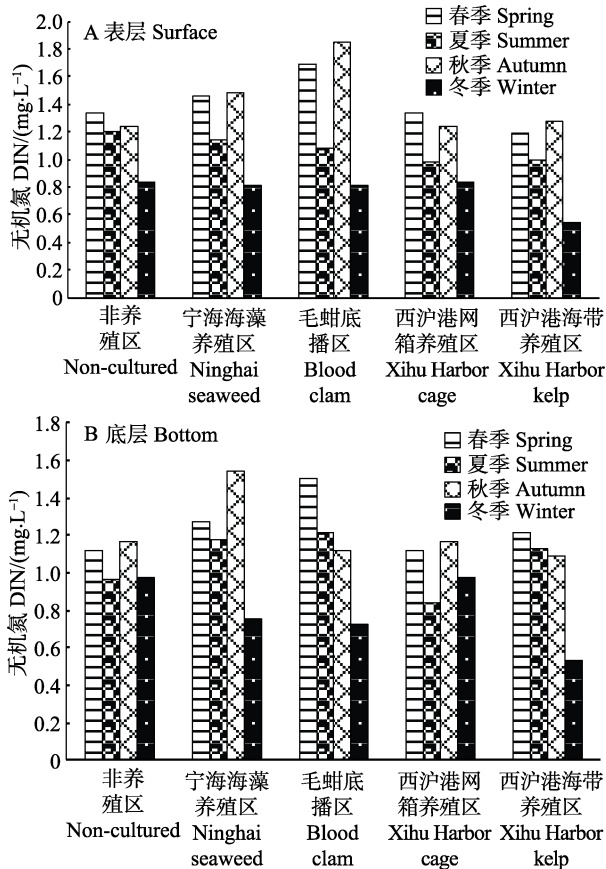 A 表层 Surface
春季 Spring
夏季 Summer
秋季 Autumn
冬季 Winter
无机氮 DIN/(mg·L⁻¹)
2.0
1.8
1.6
1.4
1.2
1.0
0.8
0.6
0.4
0.2
0
非养
殖区
Non-cultured
宁海海藻
养殖区
Ninghai
seaweed
毛蚶底
播区
Blood
clam
西沪港网
箱养殖区
Xihu Harbor
cage
西沪港海带
养殖区
Xihu Harbor
kelp
B 底层 Bottom
春季 Spring
夏季 Summer
秋季 Autumn
冬季 Winter
无机氮 DIN/(mg·L⁻¹)
1.8
1.6
1.4
1.2
1.0
0.8
0.6
0.4
0.2
0
非养
殖区
Non-cultured
宁海海藻
养殖区
Ninghai
seaweed
毛蚶底
播区
Blood
clam
西沪港网
箱养殖区
Xihu Harbor
cage
西沪港海带
养殖区
Xihu Harbor
kelp